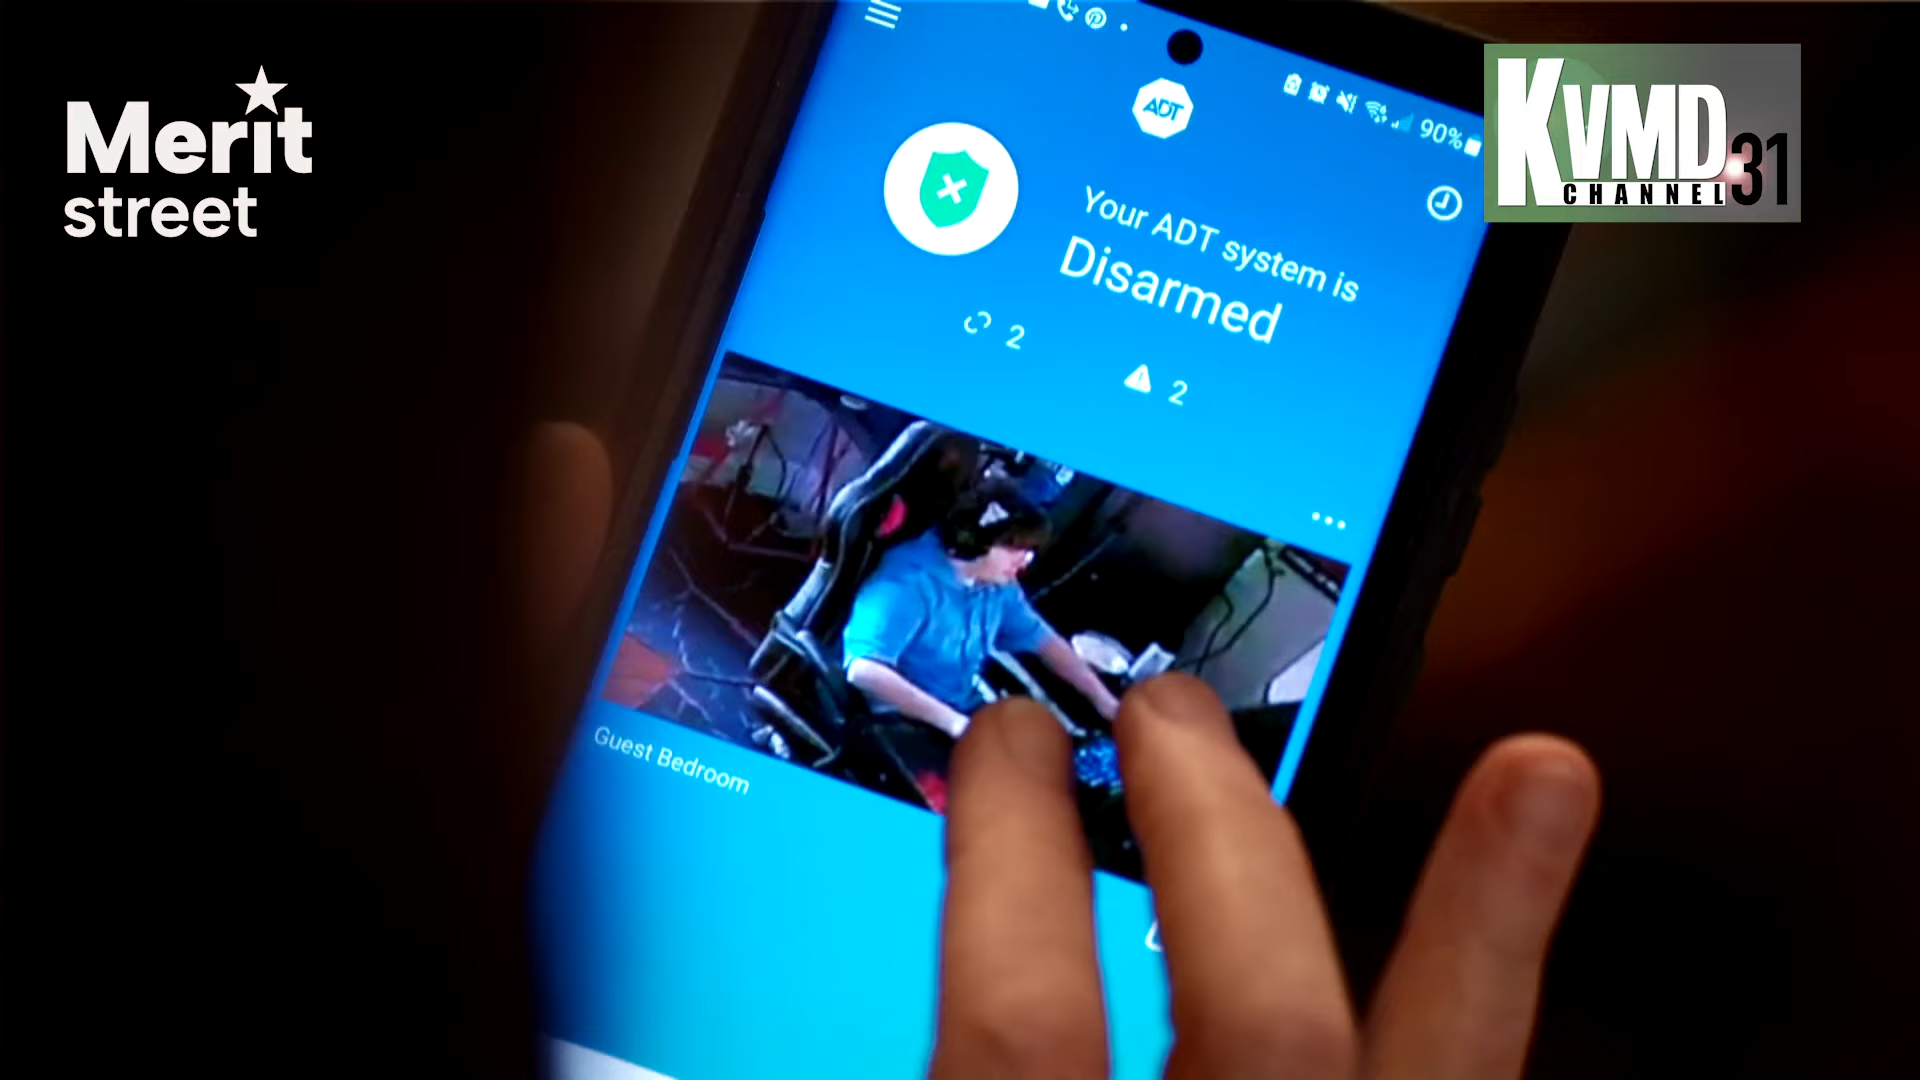 Merit
street
KVMD
CHANNEL 31
ADT
90%
Your ADT system is
Disarmed
2
2
Guest Bedroom